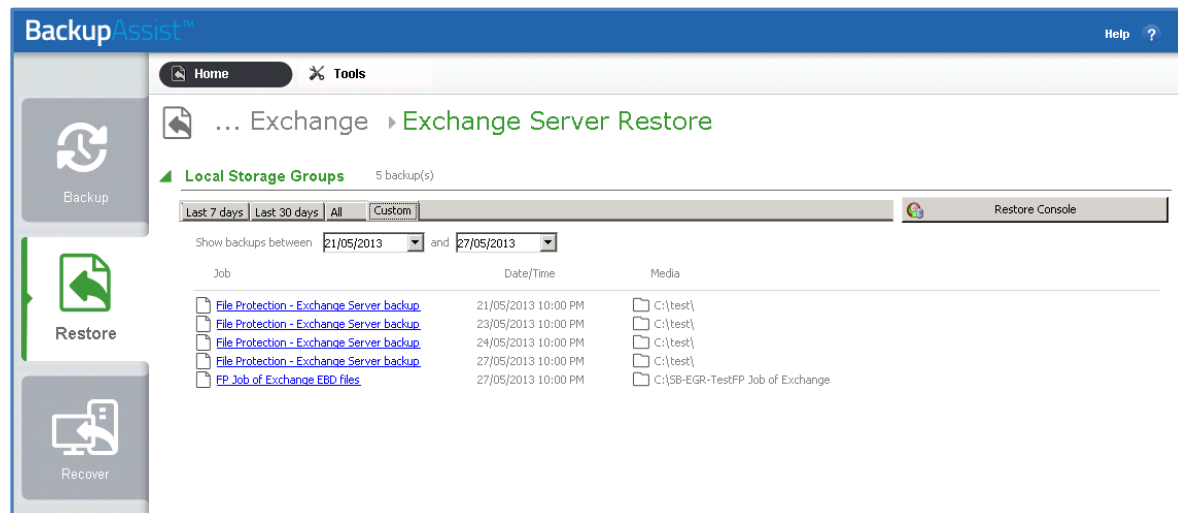 BackupAssist™
Help ?
Home Tools
... Exchange Exchange Server Restore
Local Storage Groups 5 backup(s)
Last 7 days Last 30 days All Custom Restore Console
Show backups between 21/05/2013 and 27/05/2013
Job Date/Time Media
File Protection - Exchange Server backup 21/05/2013 10:00 PM C:\test\
File Protection - Exchange Server backup 23/05/2013 10:00 PM C:\test\
File Protection - Exchange Server backup 24/05/2013 10:00 PM C:\test\
File Protection - Exchange Server backup 27/05/2013 10:00 PM C:\test\
FP Job of Exchange EBD files 27/05/2013 10:00 PM C:\SB-EGR-TestFP Job of Exchange
Backup
Restore
Recover